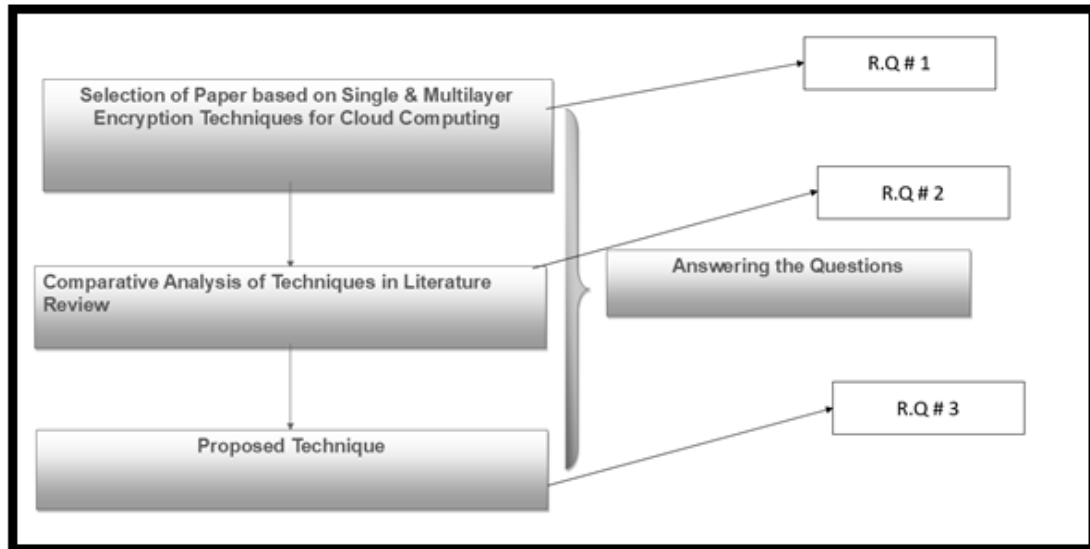 R.Q # 1
Selection of Paper based on Single & Multilayer
Encryption Techniques for Cloud Computing
R.Q # 2
Comparative Analysis of Techniques in Literature
Review
Answering the Questions
R.Q # 3
Proposed Technique